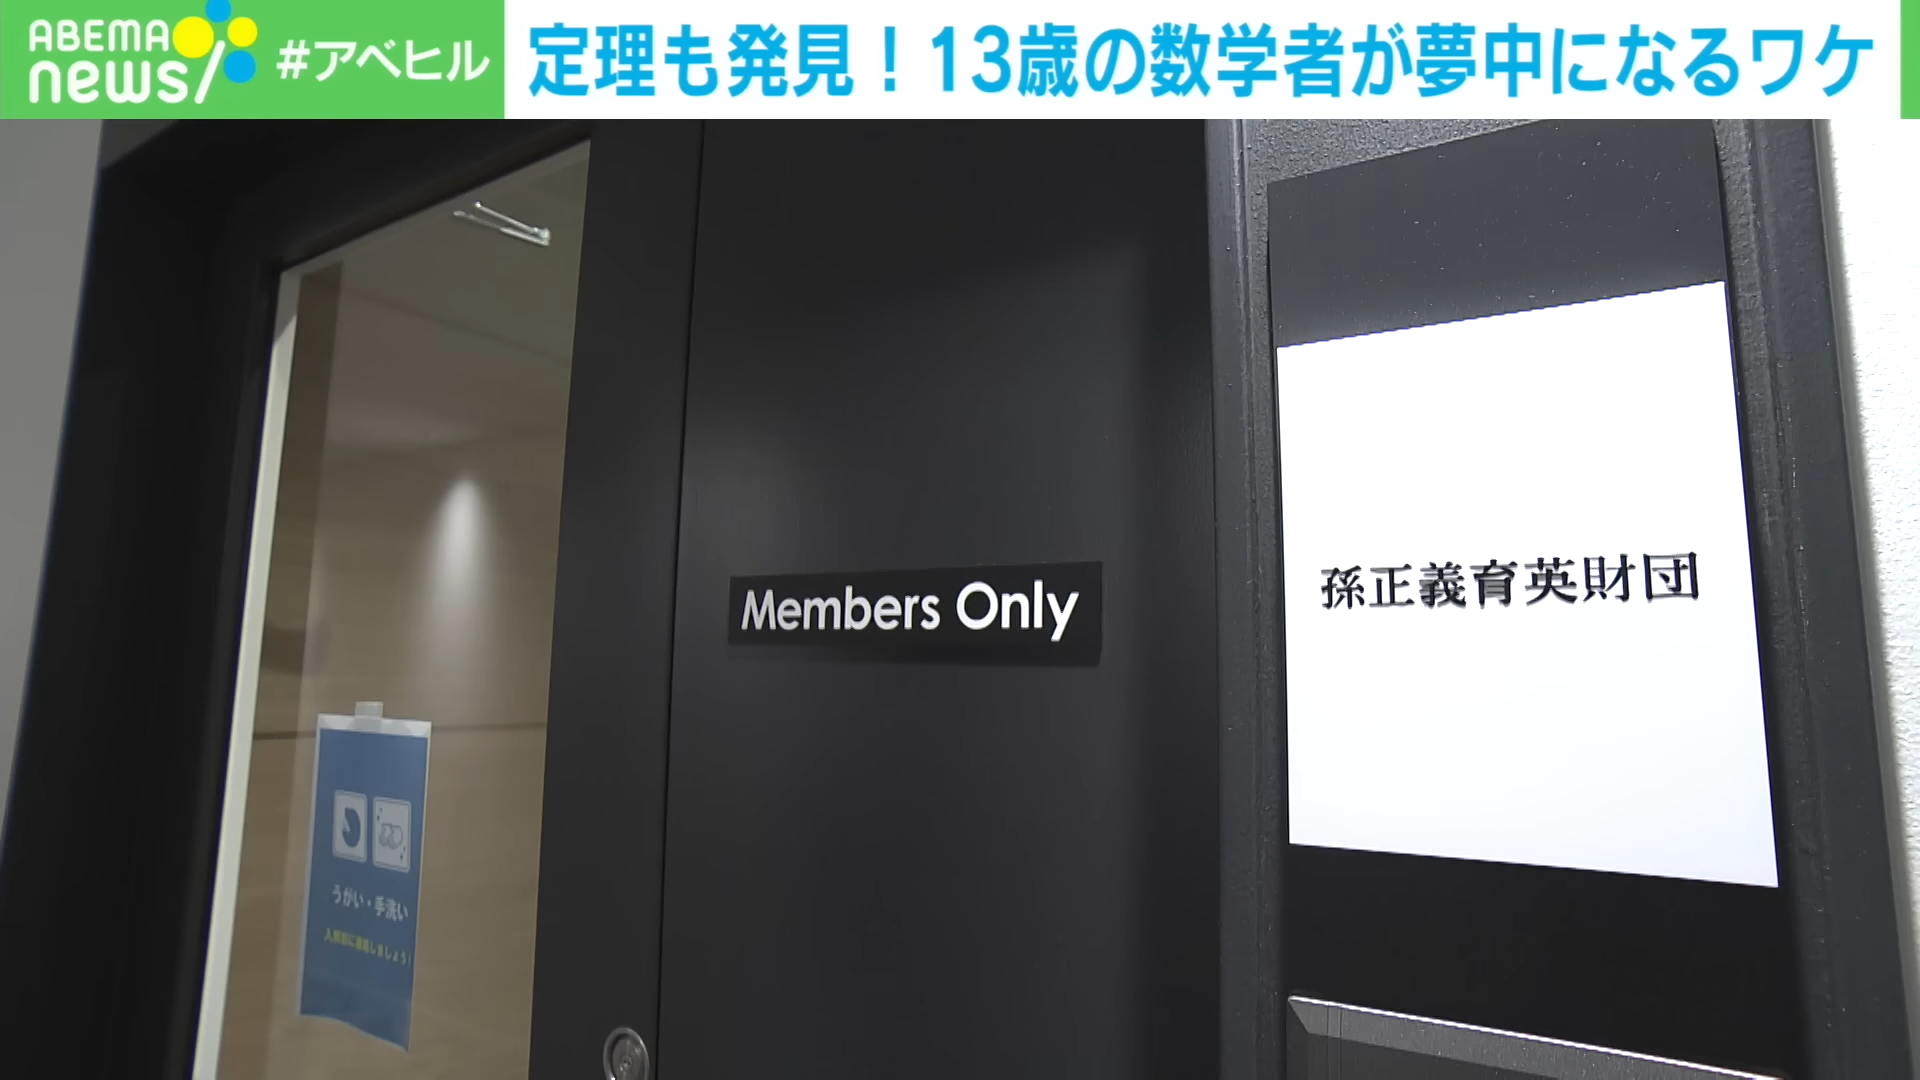 ABEMA
news/
#アベヒル
定理も発見！13歳の数学者が夢中になるワケ
Members Only
孫正義育英財団
うがい・手洗い